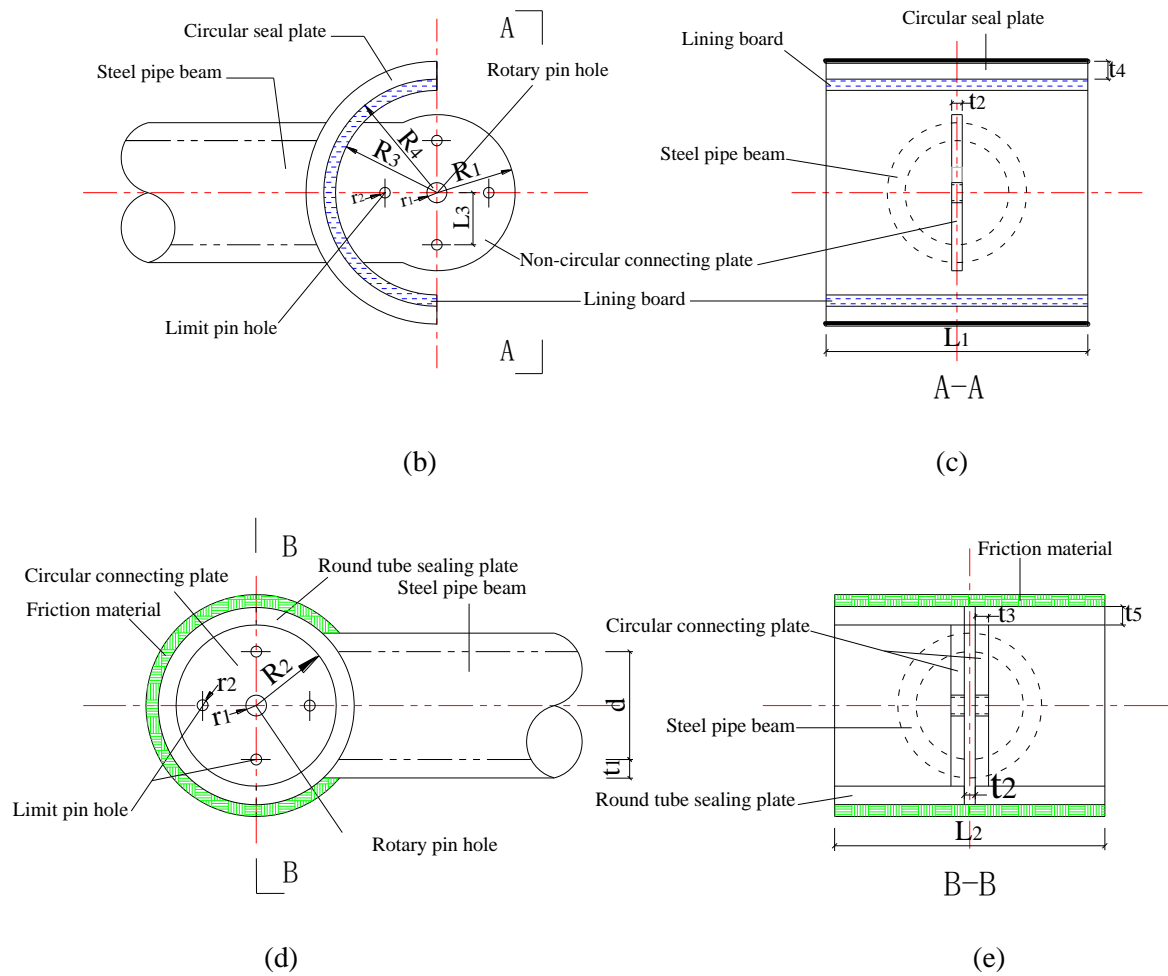 A
Circular seal plate
Steel pipe beam
Rotary pin hole
R4
R3
R1
r2
r1
L3
Non-circular connecting plate
Lining board
Limit pin hole
A
Circular seal plate
Lining board
t4
t2
Steel pipe beam
L1
A-A
(b)
(c)
B
Round tube sealing plate
Circular connecting plate
Steel pipe beam
Friction material
R2
r2
r1
d
t1
Limit pin hole
Rotary pin hole
B
Friction material
t3
t5
Circular connecting plate
Steel pipe beam
t2
Round tube sealing plate
L2
B-B
(d)
(e)